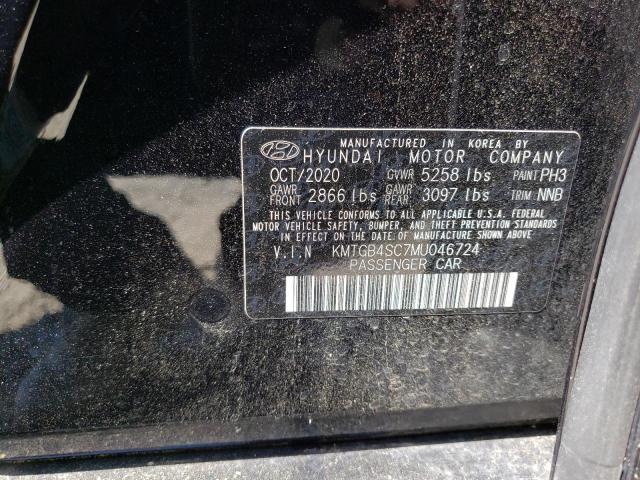 MANUFACTURED IN KOREA BY
HYUNDAI MOTOR COMPANY
OCT/2020 GVWR 5258 lbs PAINT PH3
GAWR FRONT 2866 lbs GAWR REAR 3097 lbs TRIM NNB
THIS VEHICLE CONFORMS TO ALL APPLICABLE U.S.A. FEDERAL
MOTOR VEHICLE SAFETY, BUMPER, AND THEFT PREVENTION STANDARDS
IN EFFECT ON THE DATE OF MANUFACTURE SHOWN ABOVE.
V.I.N KMTGB4SC7MU046724
PASSENGER CAR